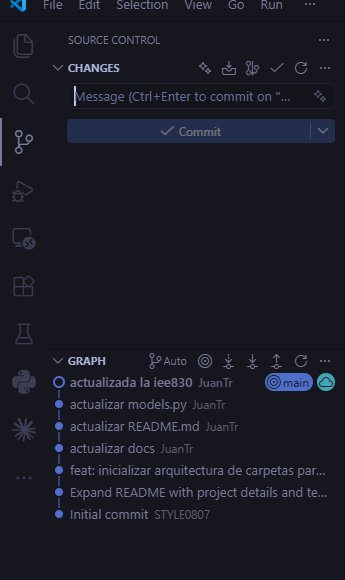 File Edit Selection View Go Run ···
SOURCE CONTROL ···
CHANGES ···
Message (Ctrl+Enter to commit on "...
Commit
GRAPH Auto ···
actualizada la iee830 JuanTr main
actualizar models.py JuanTr
actualizar README.md JuanTr
actualizar docs JuanTr
feat: inicializar arquitectura de carpetas par...
Expand README with project details and te...
Initial commit STYLE0807